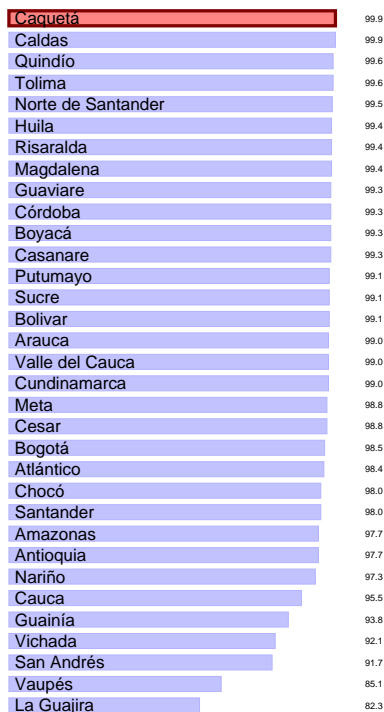 Caquetá 99.9
Caldas 99.9
Quindío 99.6
Tolima 99.6
Norte de Santander 99.5
Huila 99.4
Risaralda 99.4
Magdalena 99.4
Guaviare 99.3
Córdoba 99.3
Boyacá 99.3
Casanare 99.3
Putumayo 99.1
Sucre 99.1
Bolivar 99.1
Arauca 99.0
Valle del Cauca 99.0
Cundinamarca 99.0
Meta 98.8
Cesar 98.8
Bogotá 98.5
Atlántico 98.4
Chocó 98.0
Santander 98.0
Amazonas 97.7
Antioquia 97.7
Nariño 97.3
Cauca 95.5
Guainía 93.8
Vichada 92.1
San Andrés 91.7
Vaupés 85.1
La Guajira 82.3